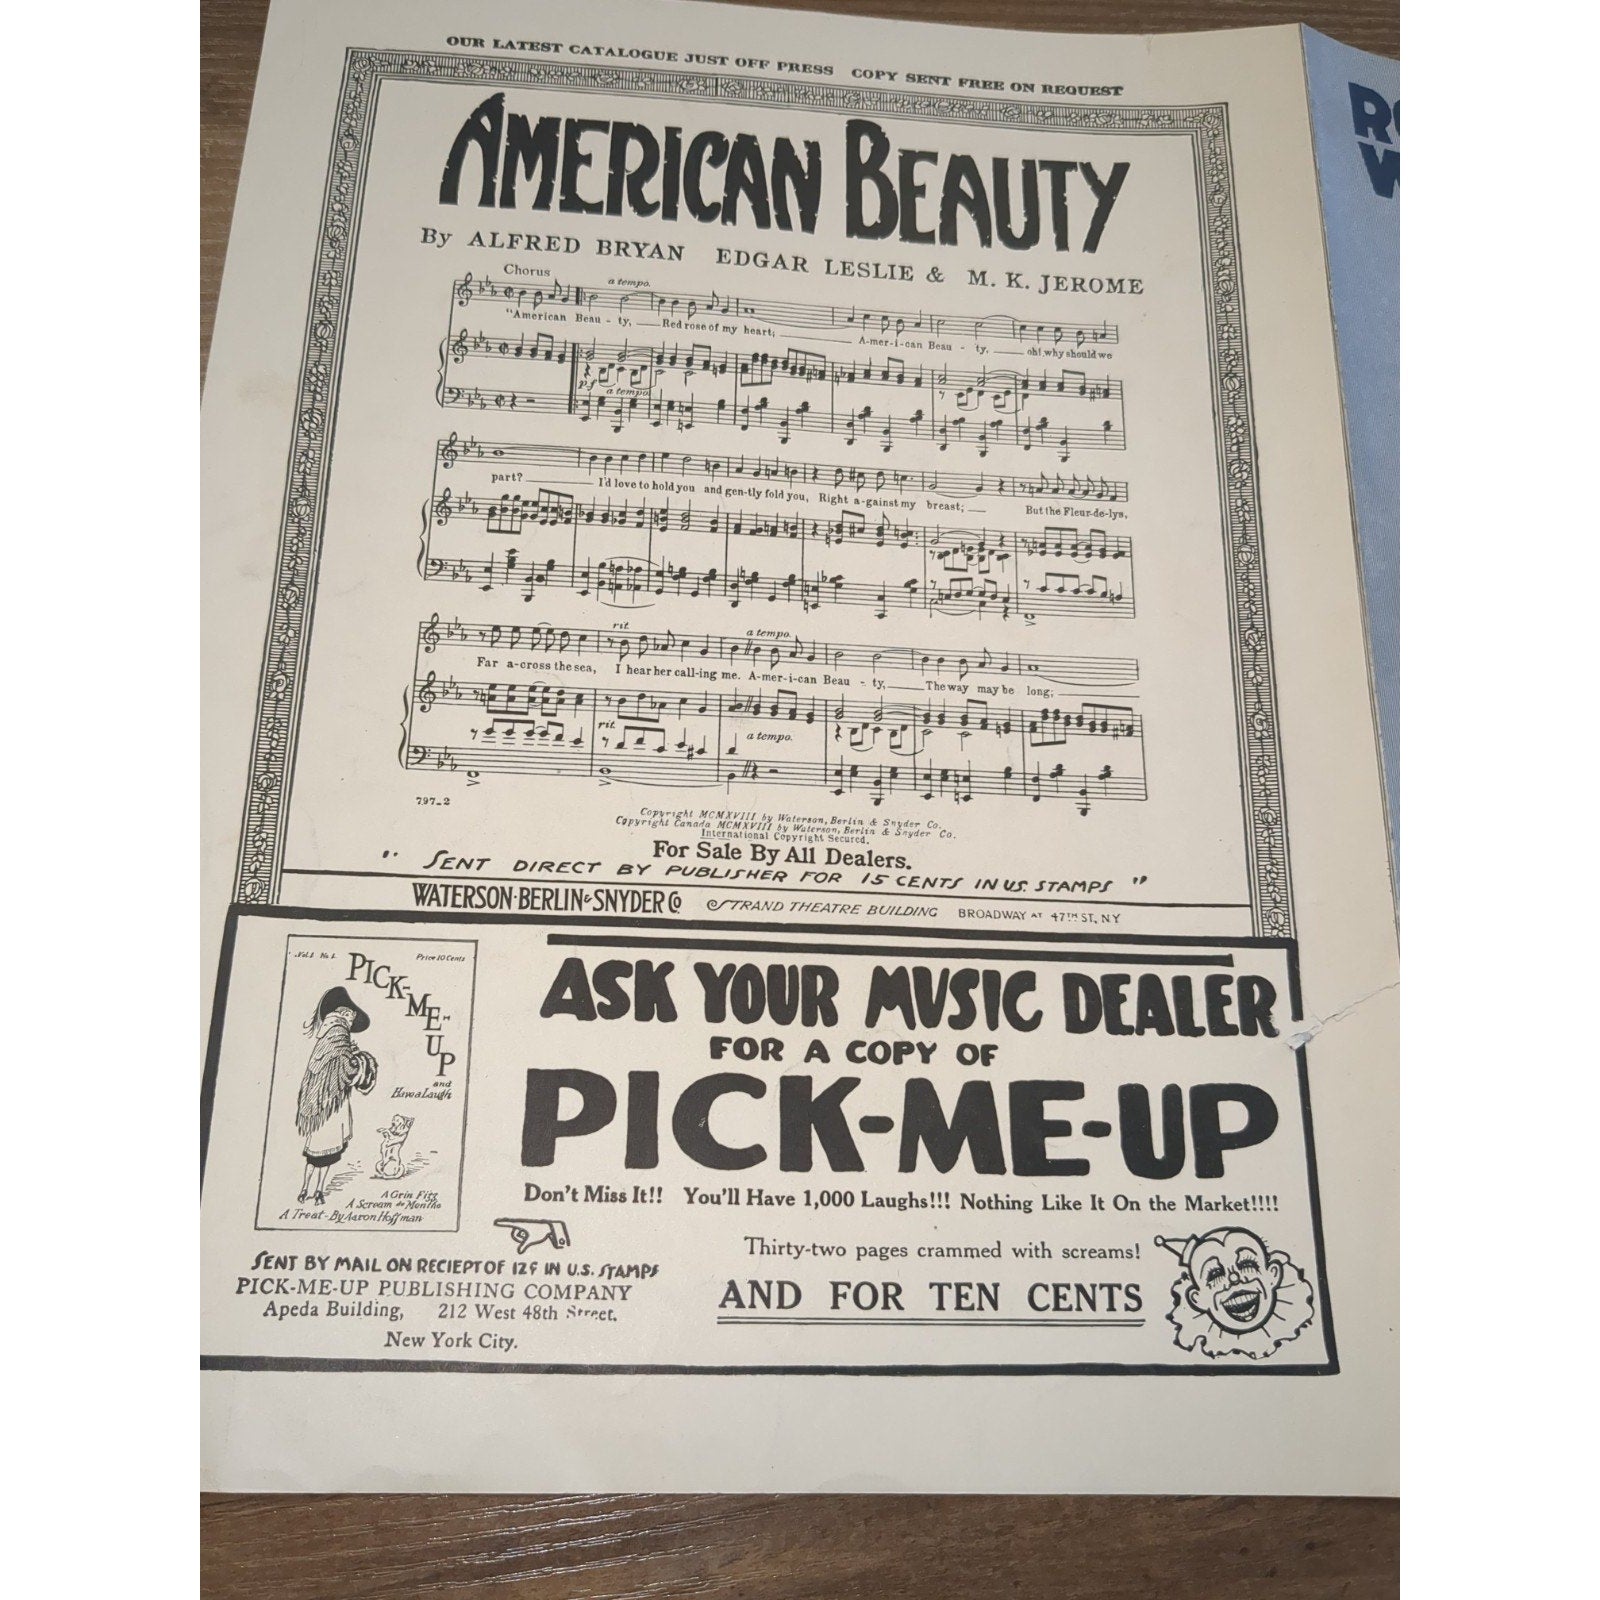 OUR LATEST CATALOGUE JUST OFF PRESS COPY SENT FREE ON REQUEST
AMERICAN BEAUTY
By ALFRED BRYAN EDGAR LESLIE & M. K. JEROME
Chorus
a tempo.
"American Beau - ty, Red rose of my heart; A-mer-i-can Beau - ty, oh! why should we
p-f a tempo
part? I'd love to hold you and gen-tly fold you, Right a-gainst my breast; But the Fleur-de-lys,
rit. a tempo.
Far a-cross the sea, I hear her call-ing me. A-mer-i-can Beau - ty, The way may be long;
rit. a tempo.
797-2
Copyright MCMXVIII by Waterson, Berlin & Snyder Co.
Copyright Canada MCMXVIII by Waterson, Berlin & Snyder Co.
International Copyright Secured.
For Sale By All Dealers.
"SENT DIRECT BY PUBLISHER FOR 15 CENTS IN U.S. STAMPS"
WATERSON·BERLIN & SNYDER Co STRAND THEATRE BUILDING BROADWAY AT 47TH ST, NY
Vol.1 No 1. Price 10 Cents
PICK-ME-UP
and
Have a Laugh
A Grin Fizz
A Scream de Menthe
A Treat - By Aaron Hoffman
ASK YOUR MVSIC DEALER
FOR A COPY OF
PICK-ME-UP
Don't Miss It!! You'll Have 1,000 Laughs!!! Nothing Like It On the Market!!!!
SENT BY MAIL ON RECIEPT OF 12¢ IN U.S. STAMPS
PICK-ME-UP PUBLISHING COMPANY
Apeda Building, 212 West 48th Street.
New York City.
Thirty-two pages crammed with screams!
AND FOR TEN CENTS